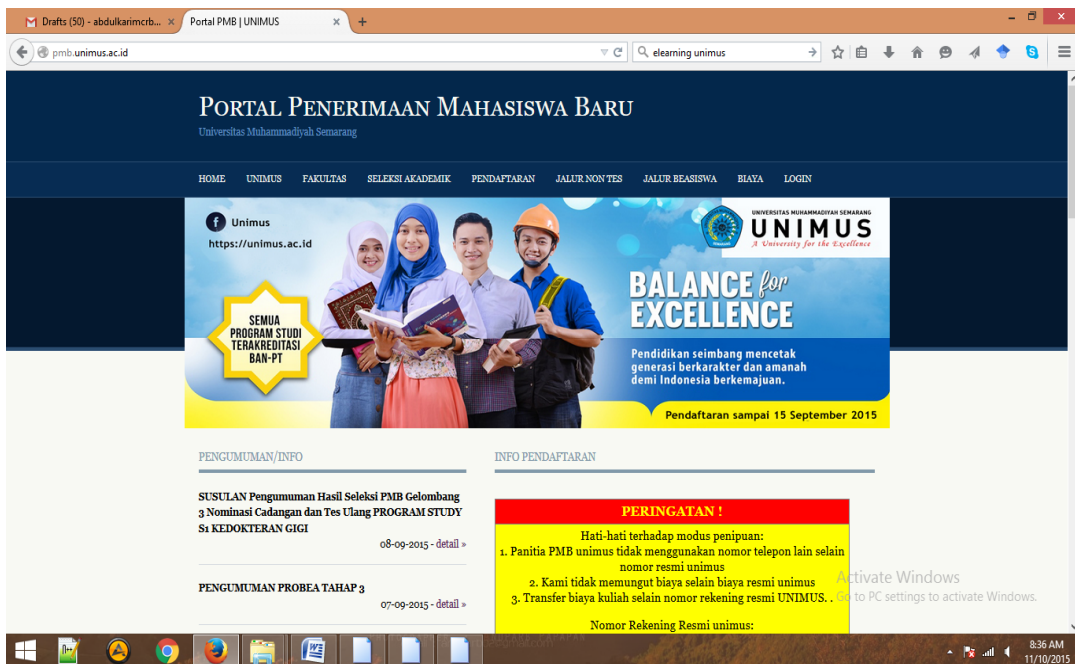 Drafts (50) - abdulkarimcrb...
Portal PMB | UNIMUS
pmb.unimus.ac.id
elearning unimus
PORTAL PENERIMAAN MAHASISWA BARU
Universitas Muhammadiyah Semarang
HOME UNIMUS FAKULTAS SELEKSI AKADEMIK PENDAFTARAN JALUR NON TES JALUR BEASISWA BIAYA LOGIN
Unimus
https://unimus.ac.id
UNIVERSITAS MUHAMMADIYAH SEMARANG
UNIMUS
A University for the Excellence
BALANCE for
EXCELLENCE
SEMUA
PROGRAM STUDI
TERAKREDITASI
BAN-PT
Pendidikan seimbang mencetak
generasi berkarakter dan amanah
demi Indonesia berkemajuan.
Pendaftaran sampai 15 September 2015
PENGUMUMAN/INFO
SUSULAN Pengumuman Hasil Seleksi PMB Gelombang
3 Nominasi Cadangan dan Tes Ulang PROGRAM STUDY
S1 KEDOKTERAN GIGI
08-09-2015 - detail »
PENGUMUMAN PROBEA TAHAP 3
07-09-2015 - detail »
INFO PENDAFTARAN
PERINGATAN !
Hati-hati terhadap modus penipuan:
1. Panitia PMB unimus tidak menggunakan nomor telepon lain selain
nomor resmi unimus
2. Kami tidak memungut biaya selain biaya resmi unimus
3. Transfer biaya kuliah selain nomor rekening resmi UNIMUS. .
Nomor Rekening Resmi unimus:
Activate Windows
Go to PC settings to activate Windows.
8:36 AM
11/10/2015